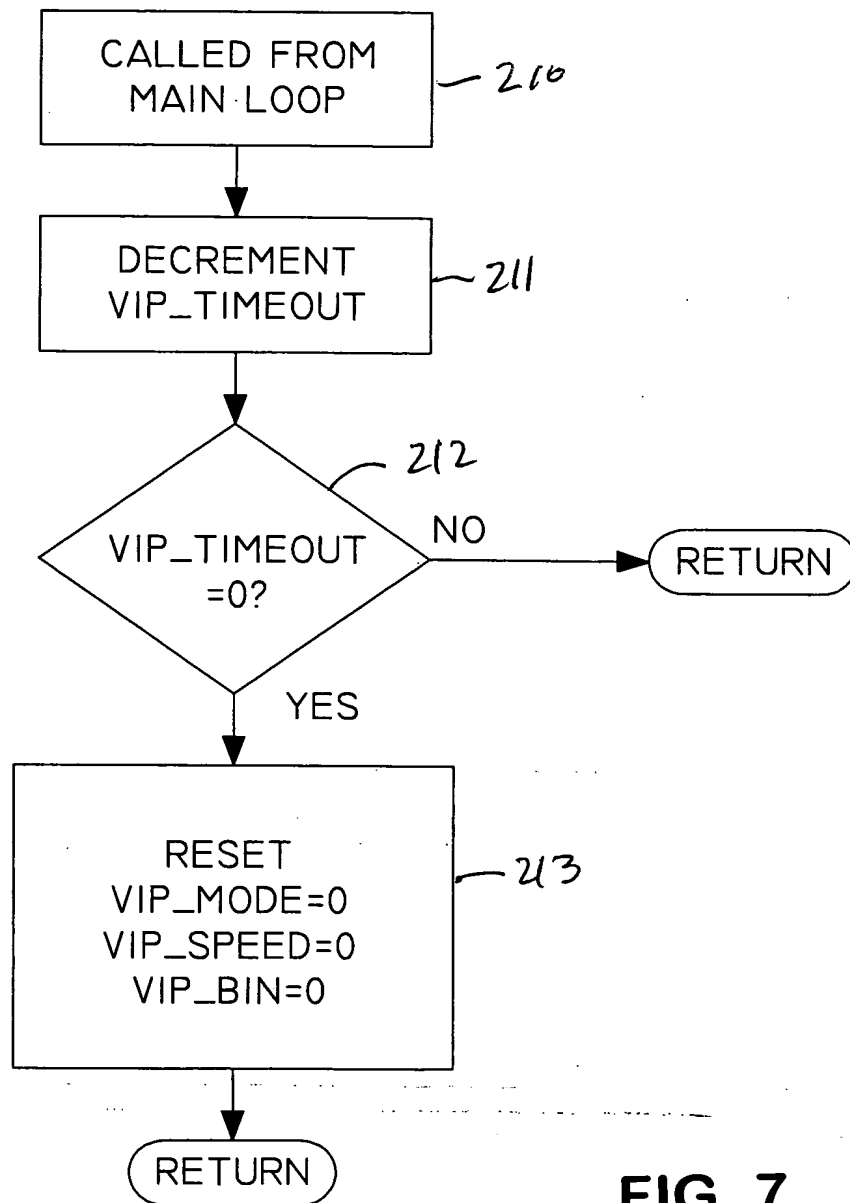 CALLED FROM
MAIN LOOP
210
DECREMENT
VIP_TIMEOUT
211
212
VIP_TIMEOUT
=0?
NO
RETURN
YES
RESET
VIP_MODE=0
VIP_SPEED=0
VIP_BIN=0
213
RETURN
FIG. 7